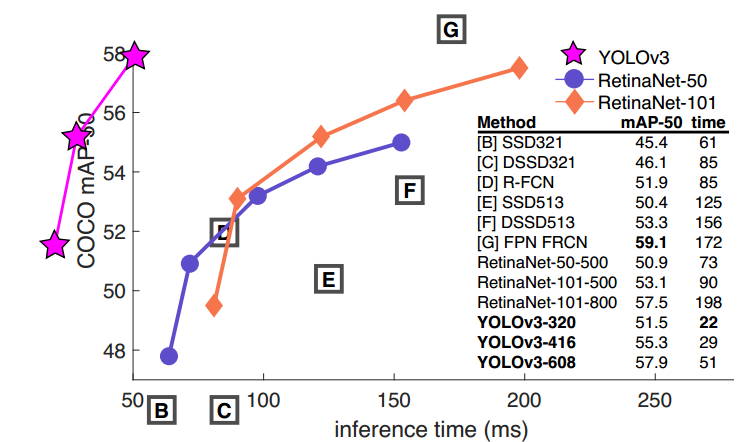 G
58
56
54
52
50
48
COCO mAP-50
YOLOv3
RetinaNet-50
RetinaNet-101
Method mAP-50 time
[B] SSD321 45.4 61
[C] DSSD321 46.1 85
[D] R-FCN 51.9 85
[E] SSD513 50.4 125
[F] DSSD513 53.3 156
[G] FPN FRCN 59.1 172
RetinaNet-50-500 50.9 73
RetinaNet-101-500 53.1 90
RetinaNet-101-800 57.5 198
YOLOv3-320 51.5 22
YOLOv3-416 55.3 29
YOLOv3-608 57.9 51
F
D
E
B
C
50 100 150 200 250
inference time (ms)